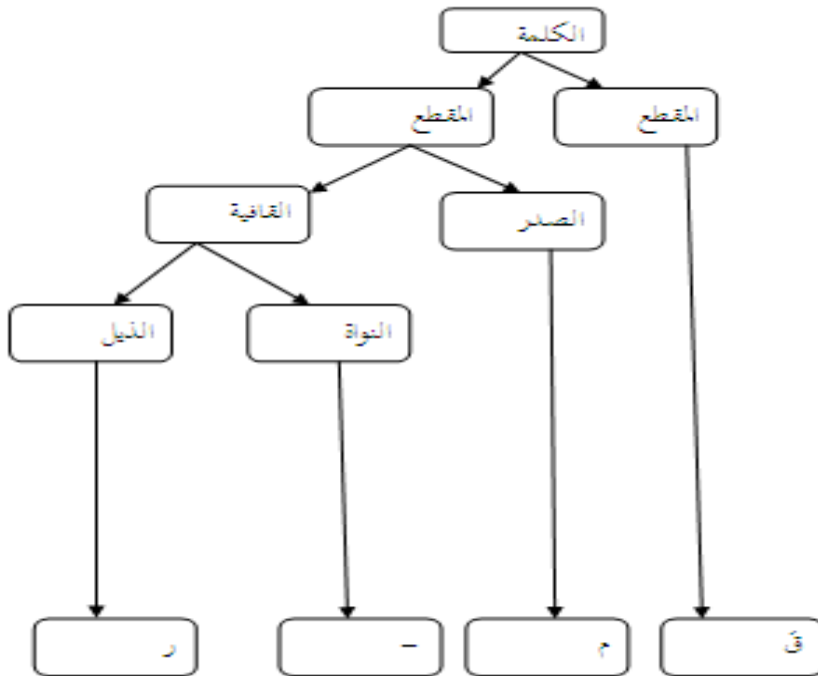 الكلمة
المقطع
المقطع
الصدر
القافية
النواة
الذيل
قَ
م
–
ر